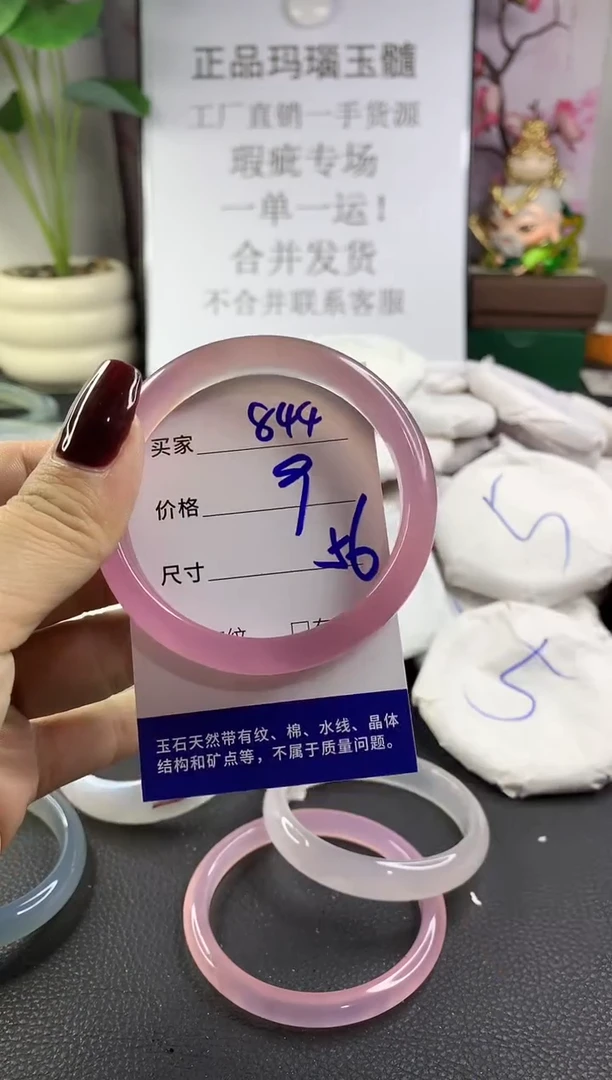 正品玛瑙玉髓
工厂直销一手货源
瑕疵专场
一单一运！
合并发货
不合并联系客服
买家 844
价格 9
尺寸 56
纹 □有
玉石天然带有纹、棉、水线、晶体
结构和矿点等，不属于质量问题。
5
5